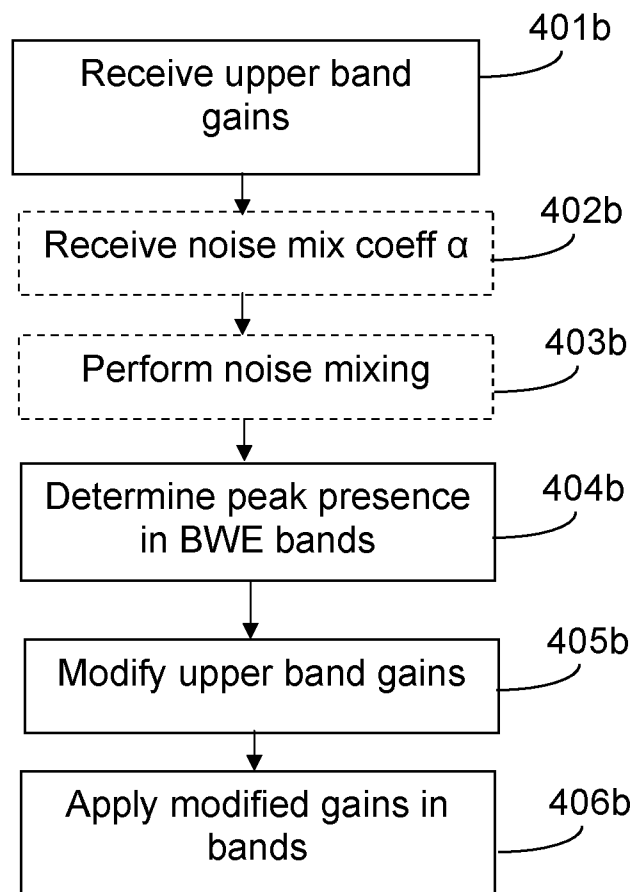 401b
Receive upper band
gains
402b
Receive noise mix coeff α
403b
Perform noise mixing
404b
Determine peak presence
in BWE bands
405b
Modify upper band gains
406b
Apply modified gains in
bands